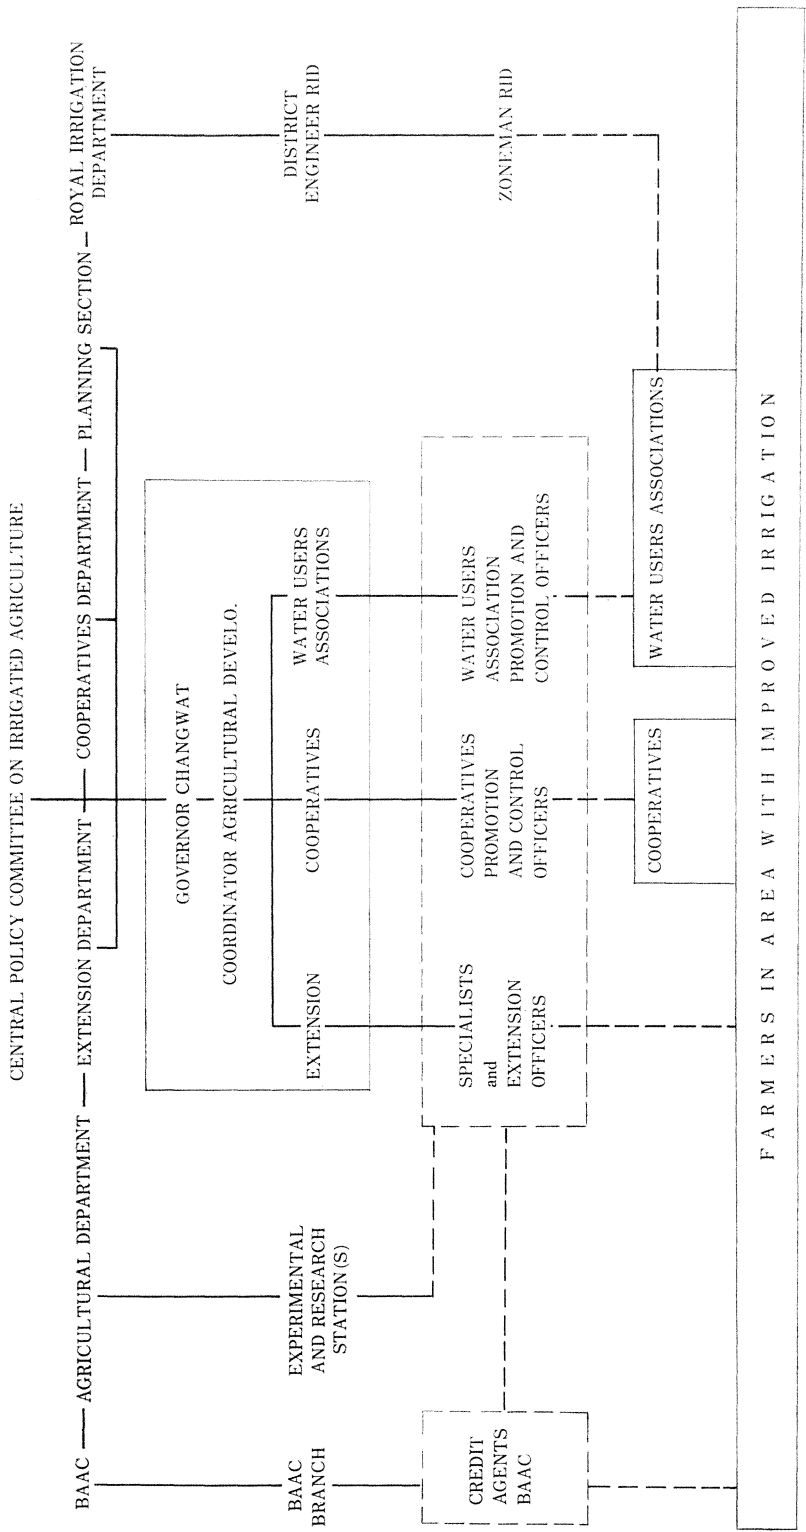 CENTRAL POLICY COMMITTEE ON IRRIGATED AGRICULTURE
BAAC — AGRICULTURAL DEPARTMENT — EXTENSION DEPARTMENT — COOPERATIVES DEPARTMENT — PLANNING SECTION — ROYAL IRRIGATION
DEPARTMENT
GOVERNOR CHANGWAT
COORDINATOR AGRICULTURAL DEVELO.
BAAC
BRANCH
EXPERIMENTAL
AND RESEARCH
STATION(S)
EXTENSION
COOPERATIVES
WATER USERS
ASSOCIATIONS
DISTRICT
ENGINEER RID
CREDIT
AGENTS
BAAC
SPECIALISTS
and
EXTENSION
OFFICERS
COOPERATIVES
PROMOTION
AND CONTROL
OFFICERS
WATER USERS
ASSOCIATION
PROMOTION AND
CONTROL OFFICERS
ZONEMAN RID
COOPERATIVES
WATER USERS ASSOCIATIONS
FARMERS IN AREA WITH IMPROVED IRRIGATION